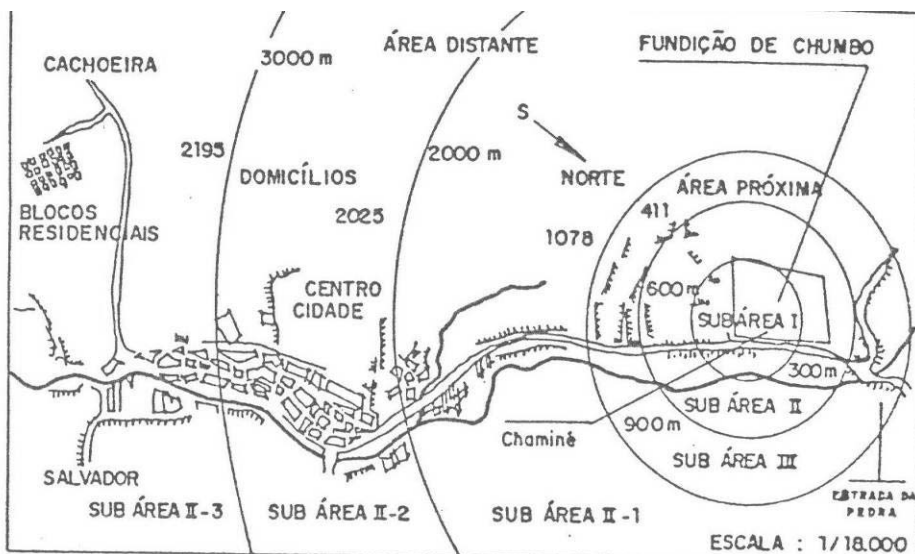 FUNDIÇÃO DE CHUMBO
ÁREA DISTANTE
3000 m
CACHOEIRA
S
2195
2000 m
DOMICÍLIOS
NORTE
ÁREA PRÓXIMA
BLOCOS
RESIDENCIAIS
2025
411
1078
CENTRO
CIDADE
600 m
SUB ÁREA I
300 m
SUB ÁREA II
Chaminé
900 m
SUB ÁREA III
SALVADOR
SUB ÁREA II-3
SUB ÁREA II-2
SUB ÁREA II-1
ESTRADA DA
PEDRA
ESCALA : 1/18.000